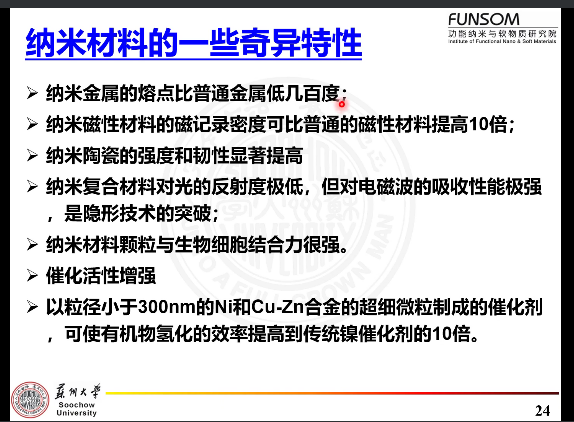 FUNSOM
功能纳米与软物质研究院
Institute of Functional Nano & Soft Materials
纳米材料的一些奇异特性
➢ 纳米金属的熔点比普通金属低几百度；
➢ 纳米磁性材料的磁记录密度可比普通的磁性材料提高10倍；
➢ 纳米陶瓷的强度和韧性显著提高
➢ 纳米复合材料对光的反射度极低，但对电磁波的吸收性能极强
，是隐形技术的突破；
➢ 纳米材料颗粒与生物细胞结合力很强。
➢ 催化活性增强
➢ 以粒径小于300nm的Ni和Cu-Zn合金的超细微粒制成的催化剂
，可使有机物氢化的效率提高到传统镍催化剂的10倍。
蘇州大学
Soochow
University
24